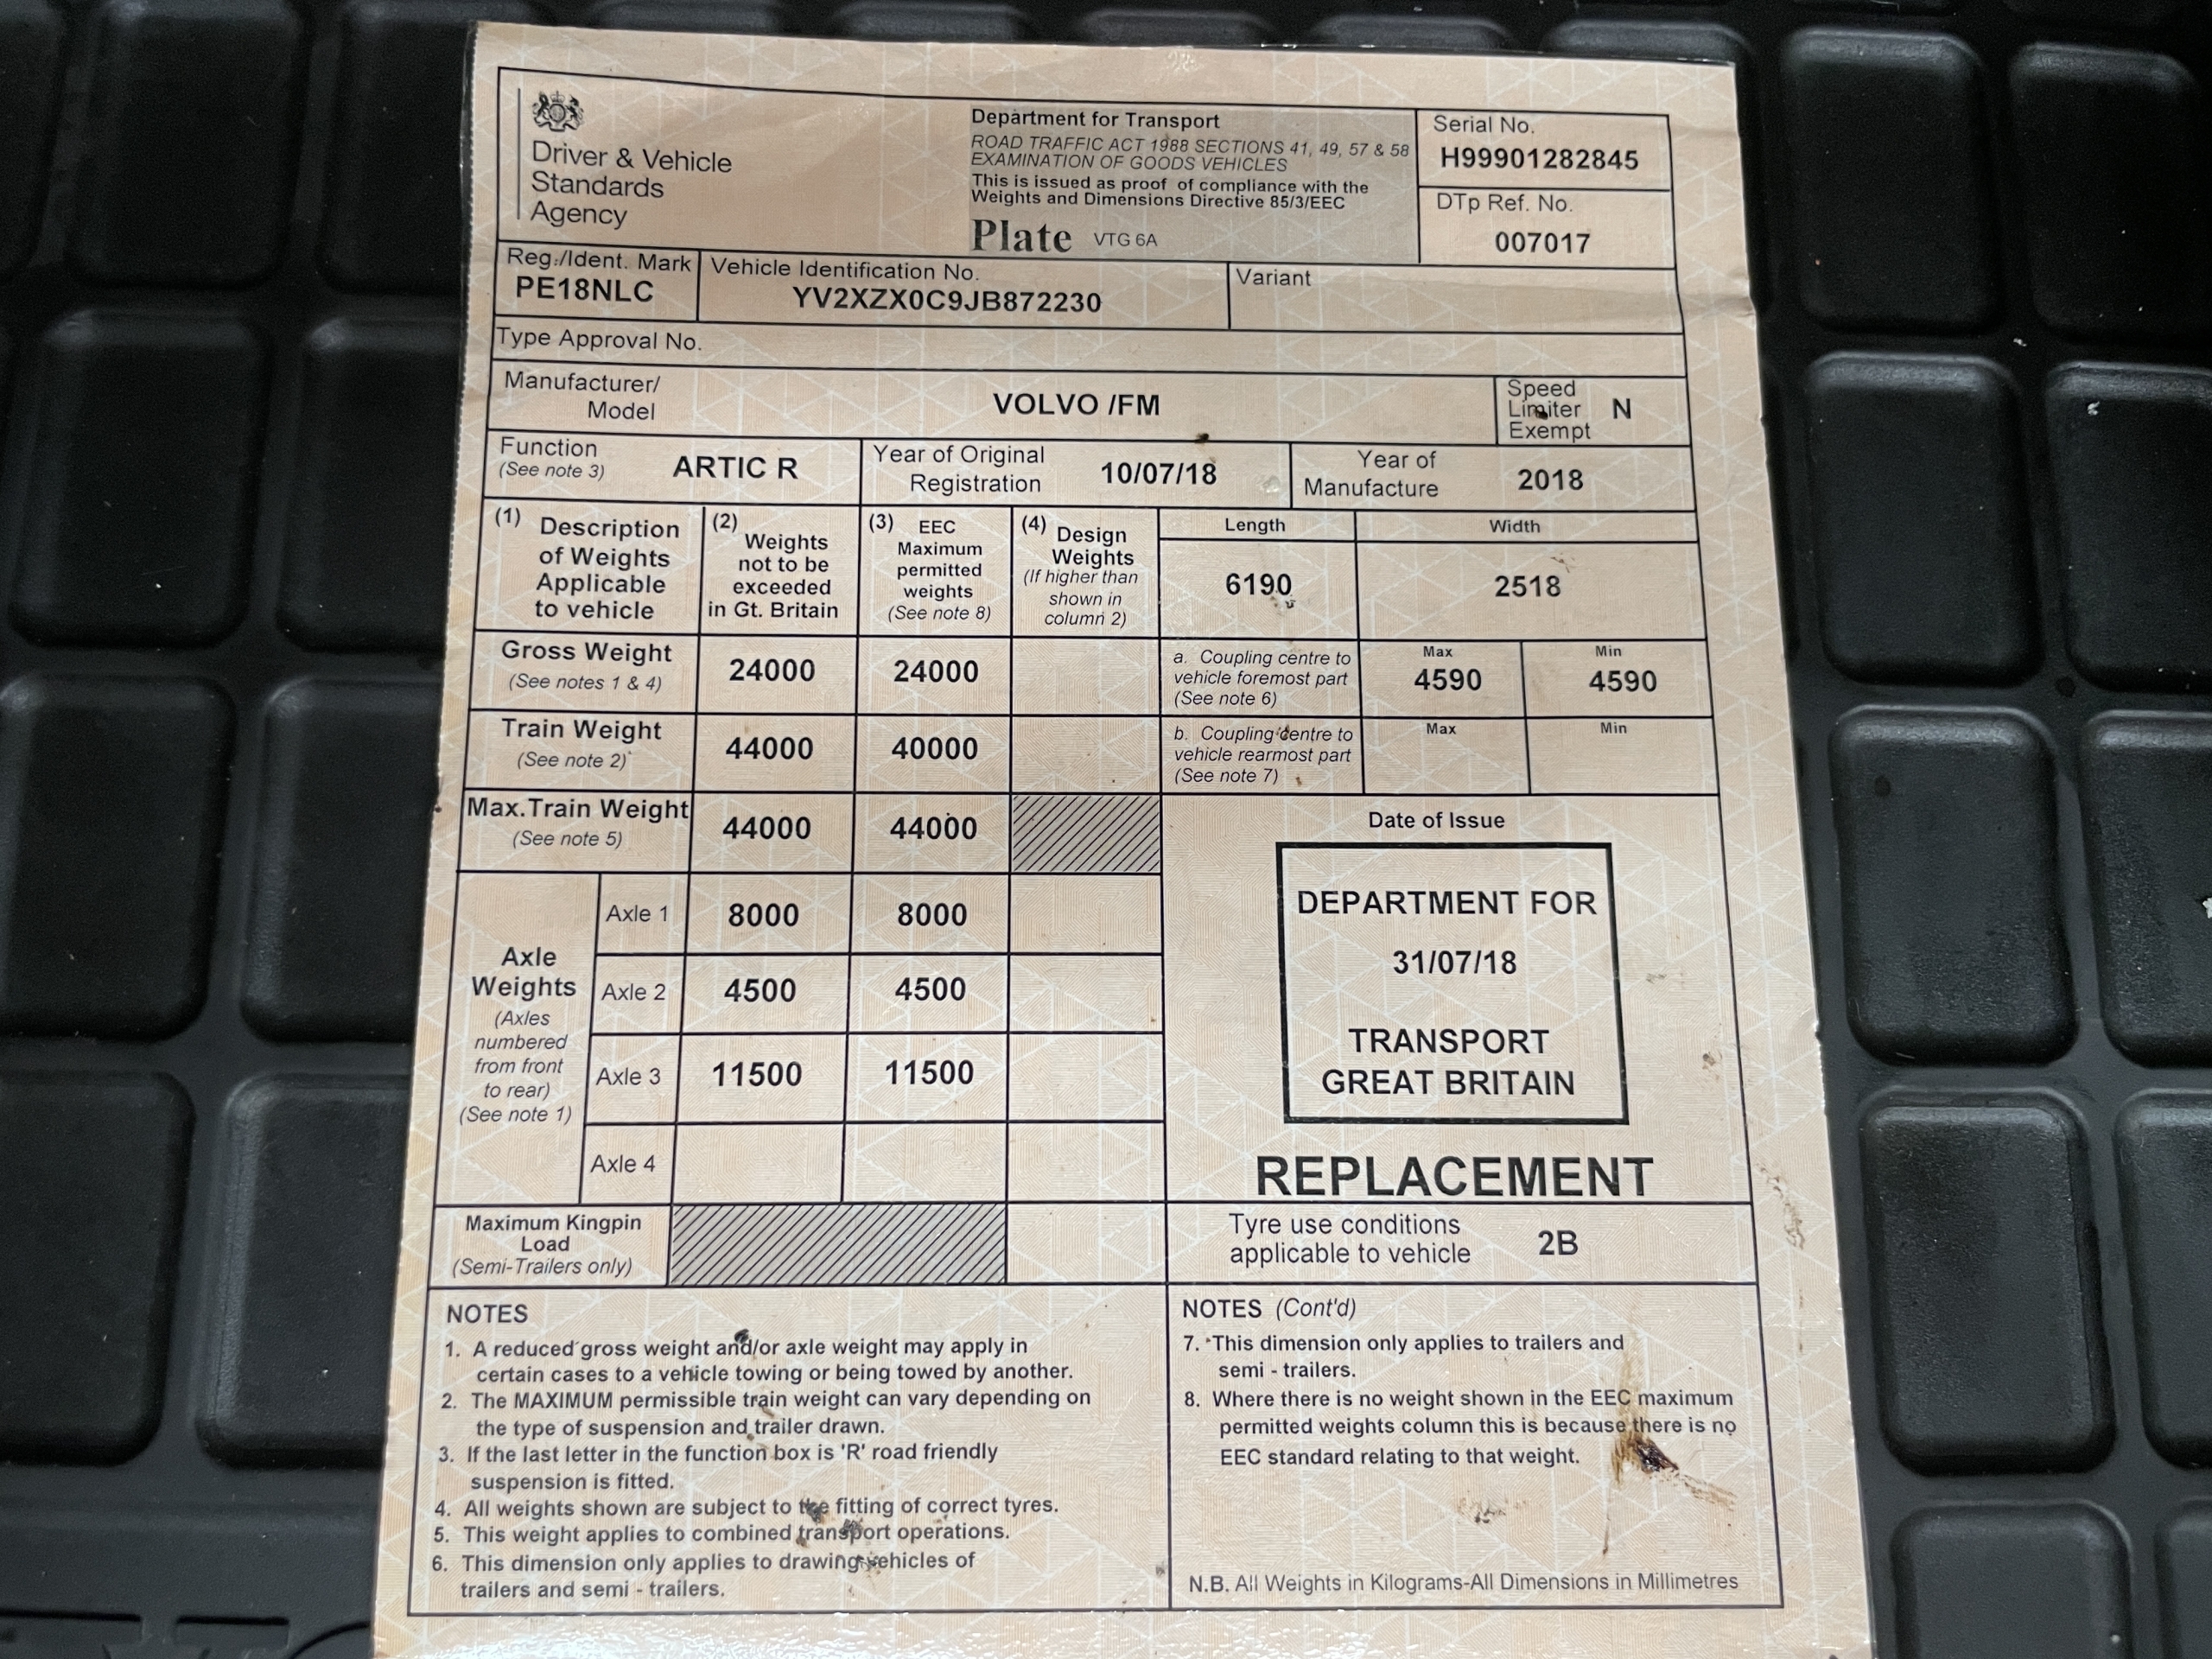 Driver & Vehicle
Standards
Agency
Department for Transport
ROAD TRAFFIC ACT 1988 SECTIONS 41, 49, 57 & 58
EXAMINATION OF GOODS VEHICLES
This is issued as proof of compliance with the
Weights and Dimensions Directive 85/3/EEC
Plate VTG 6A
Serial No.
H99901282845
DTp Ref. No.
007017
Reg./Ident. Mark
PE18NLC
Vehicle Identification No.
YV2XZX0C9JB872230
Variant
Type Approval No.
Manufacturer/
Model
VOLVO /FM
Speed
Limiter
Exempt
N
Function
(See note 3)
ARTIC R
Year of Original
Registration
10/07/18
Year of
Manufacture
2018
(1) Description
of Weights
Applicable
to vehicle
(2)
Weights
not to be
exceeded
in Gt. Britain
(3) EEC
Maximum
permitted
weights
(See note 8)
(4) Design
Weights
(If higher than
shown in
column 2)
Length
6190
Width
2518
Gross Weight
(See notes 1 & 4)
24000
24000
a. Coupling centre to
vehicle foremost part
(See note 6)
Max
4590
Min
4590
Train Weight
(See note 2)
44000
40000
b. Coupling centre to
vehicle rearmost part
(See note 7)
Max
Min
Max.Train Weight
(See note 5)
44000
44000
Date of Issue
DEPARTMENT FOR
31/07/18
TRANSPORT
GREAT BRITAIN
REPLACEMENT
Axle
Weights
(Axles
numbered
from front
to rear)
(See note 1)
Axle 1
8000
8000
Axle 2
4500
4500
Axle 3
11500
11500
Axle 4
Maximum Kingpin
Load
(Semi-Trailers only)
Tyre use conditions
applicable to vehicle
2B
NOTES
1. A reduced gross weight and/or axle weight may apply in
certain cases to a vehicle towing or being towed by another.
2. The MAXIMUM permissible train weight can vary depending on
the type of suspension and trailer drawn.
3. If the last letter in the function box is 'R' road friendly
suspension is fitted.
4. All weights shown are subject to the fitting of correct tyres.
5. This weight applies to combined transport operations.
6. This dimension only applies to drawing vehicles of
trailers and semi - trailers.
NOTES (Cont'd)
7. This dimension only applies to trailers and
semi - trailers.
8. Where there is no weight shown in the EEC maximum
permitted weights column this is because there is no
EEC standard relating to that weight.
N.B. All Weights in Kilograms-All Dimensions in Millimetres